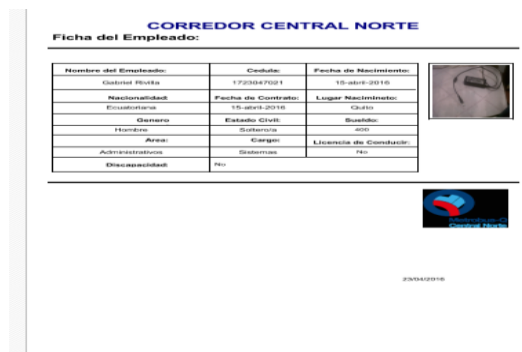 CORREDOR CENTRAL NORTE
Ficha del Empleado:
Nombre del Empleado: Cedula: Fecha de Nacimiento:
Gabriel Rivilla 1723047021 15-abril-2016
Nacionalidad: Fecha de Contrato: Lugar Nacimineto:
Ecuatoriana 15-abril-2016 Quito
Genero Estado Civil: Sueldo:
Hombre Soltero/a 400
Area: Cargo: Licencia de Conducir:
Administrativos Sistemas No
Discapacidad: No
Metrobus-Q
Central Norte
23/04/2016